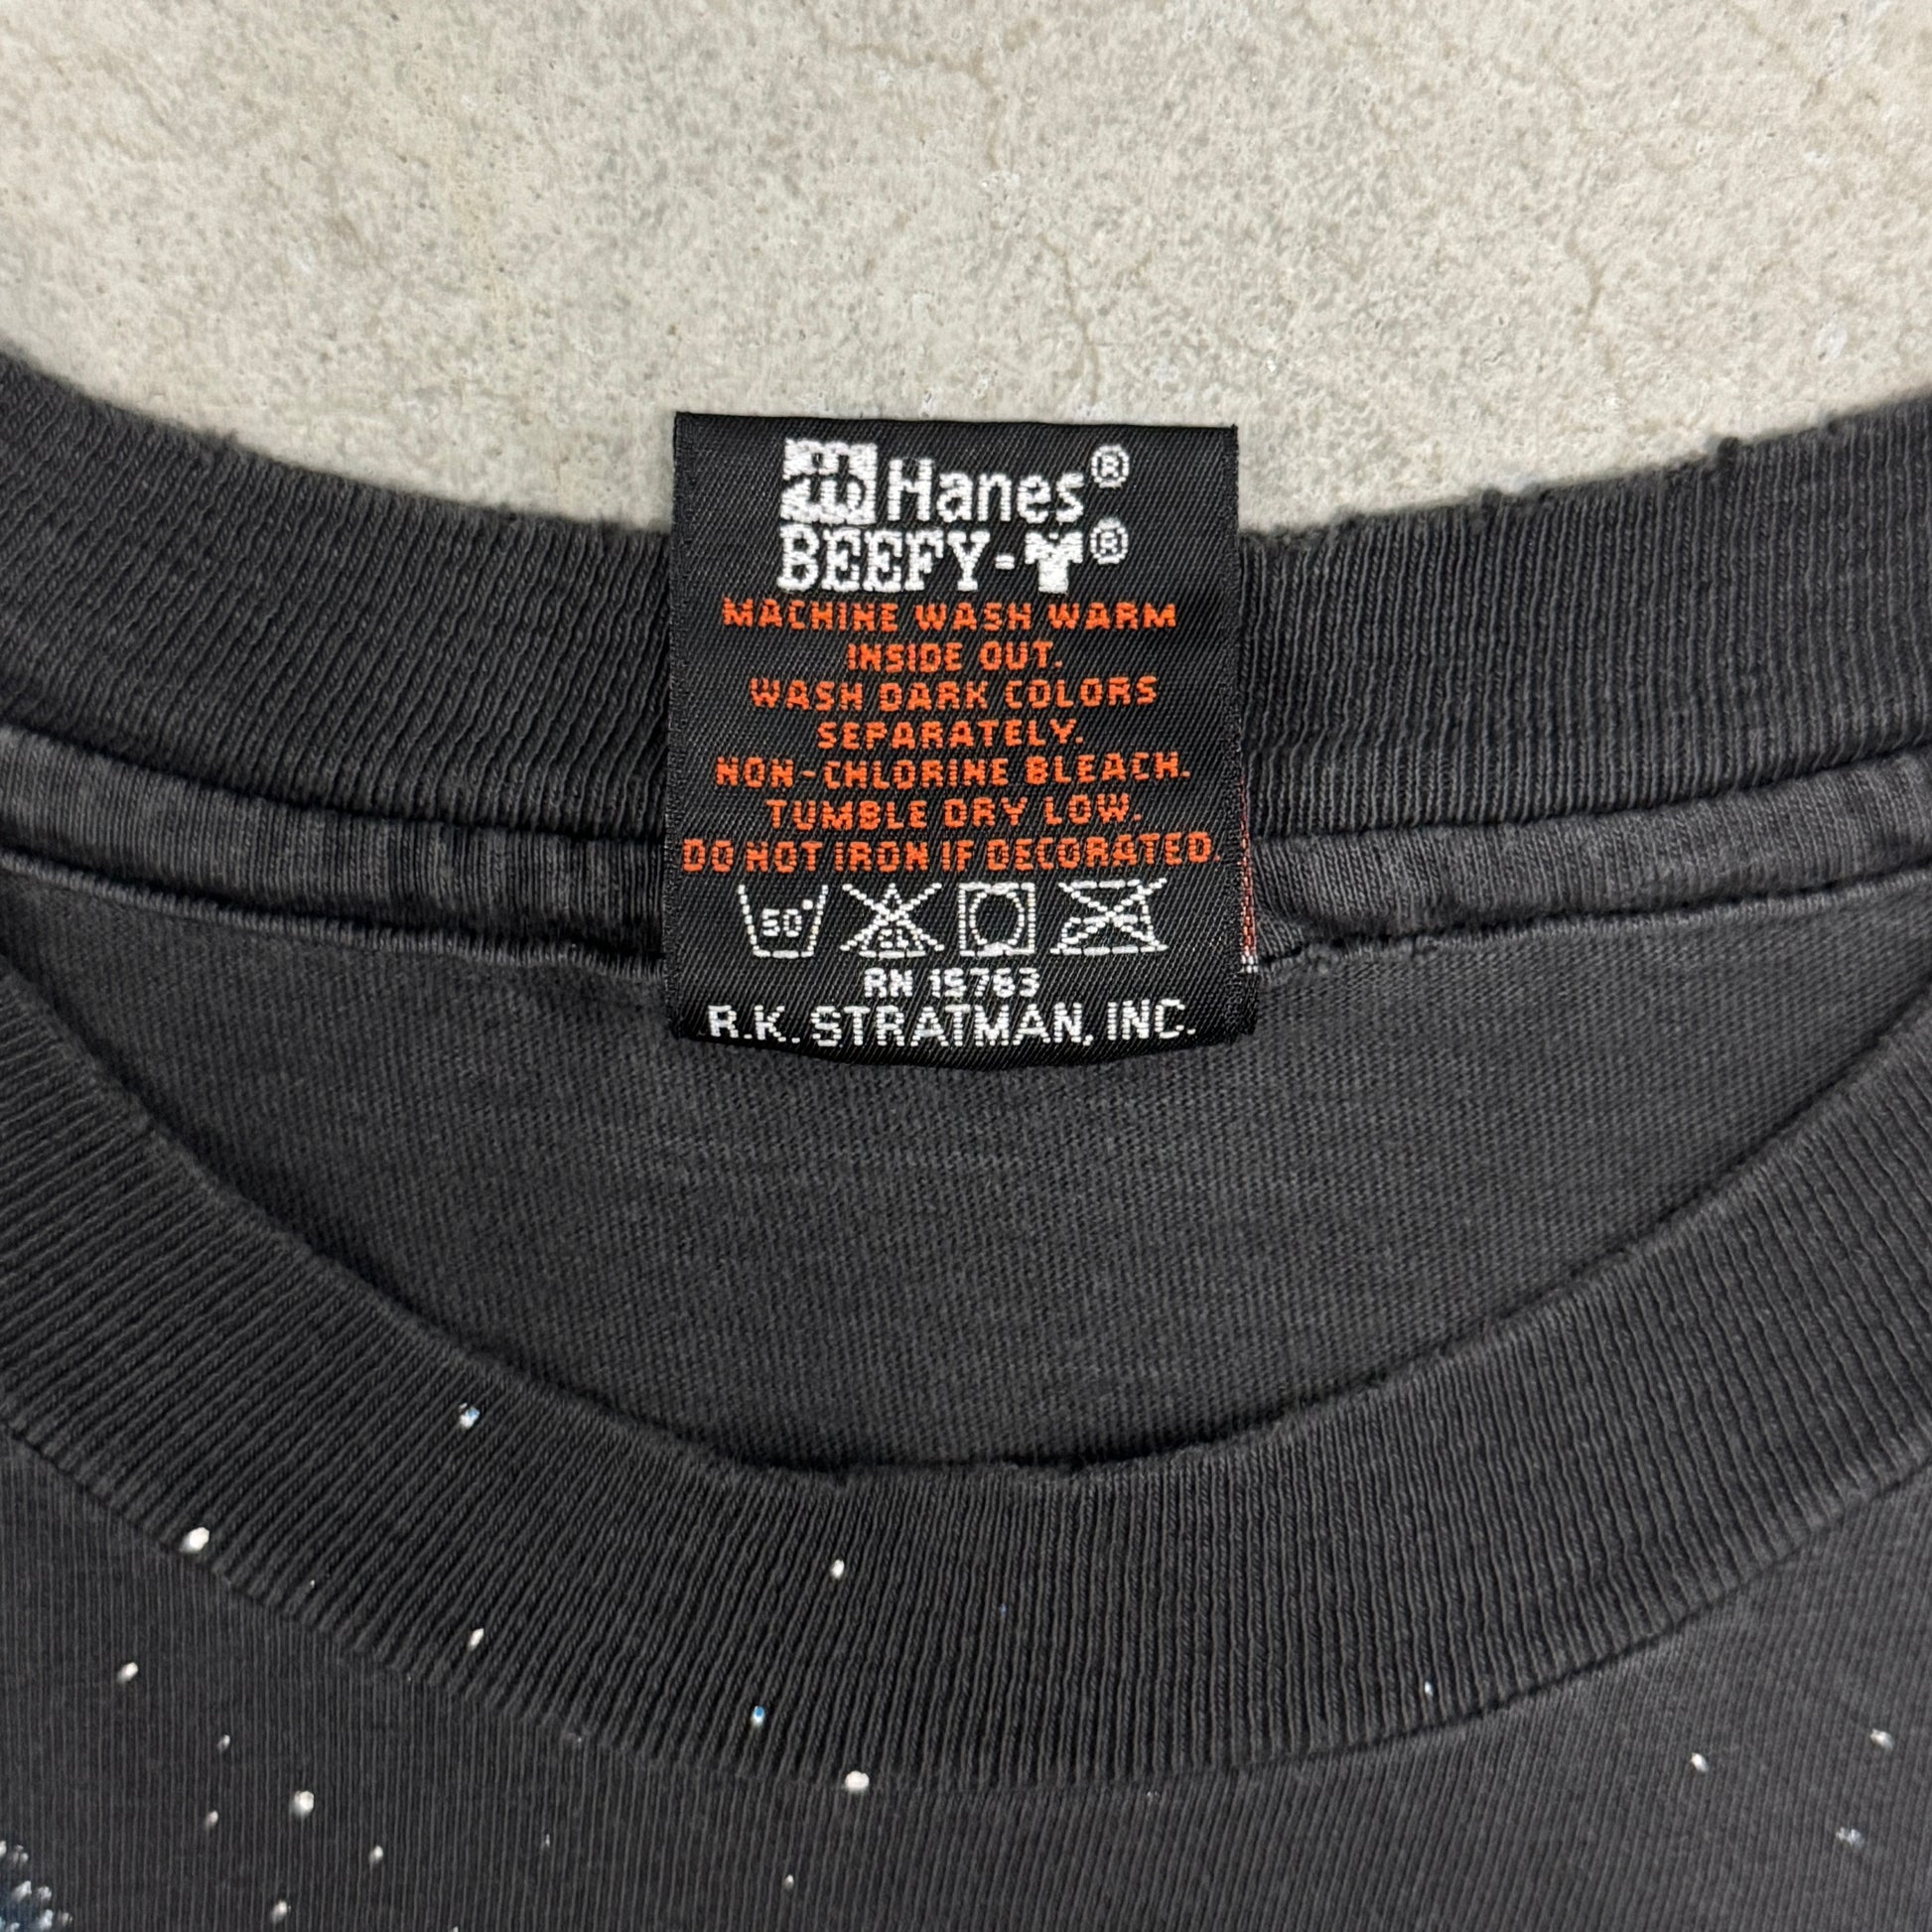 Hanes®
BEEFY-T®
MACHINE WASH WARM
INSIDE OUT.
WASH DARK COLORS
SEPARATELY.
NON-CHLORINE BLEACH.
TUMBLE DRY LOW.
DO NOT IRON IF DECORATED.
50° CL
RN 15763
R.K. STRATMAN, INC.